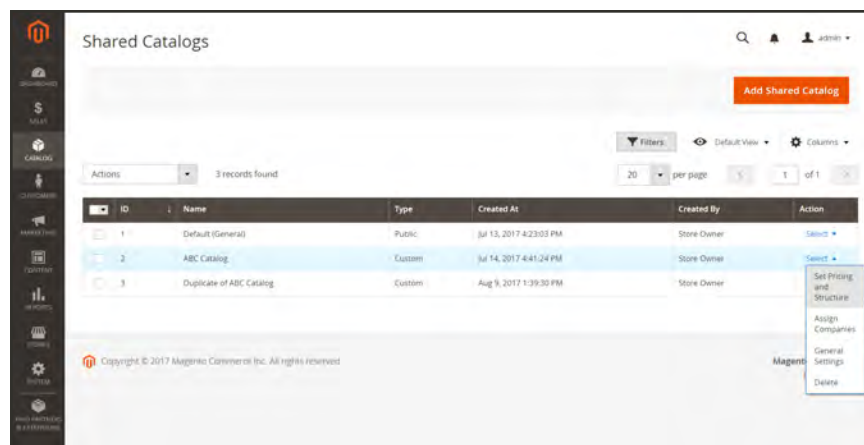 Shared Catalogs
admin
DASHBOARD
Add Shared Catalog
SALES
CATALOG
Filters
Default View
Columns
Actions
3 records found
20
per page
1
of 1
CUSTOMERS
ID
Name
Type
Created At
Created By
Action
1
Default (General)
Public
Jul 13, 2017 4:23:03 PM
Store Owner
Select
MARKETING
2
ABC Catalog
Custom
Jul 14, 2017 4:41:24 PM
Store Owner
Select
CONTENT
3
Duplicate of ABC Catalog
Custom
Aug 9, 2017 1:39:30 PM
Store Owner
Set Pricing
and
Structure
REPORTS
Assign
Companies
STORES
General
Settings
Delete
Copyright © 2017 Magento Commerce Inc. All rights reserved
Magent
SYSTEM
FIND PARTNERS
& EXTENSIONS